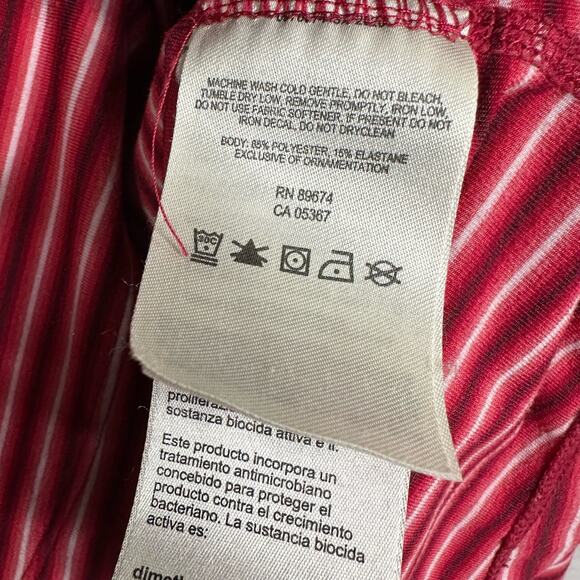 MACHINE WASH COLD GENTLE, DO NOT BLEACH,
TUMBLE DRY LOW, REMOVE PROMPTLY, IRON LOW,
DO NOT USE FABRIC SOFTENER, IF PRESENT DO NOT
IRON DECAL, DO NOT DRYCLEAN
BODY: 85% POLYESTER, 15% ELASTANE
EXCLUSIVE OF ORNAMENTATION
RN 89674
CA 05367
30C
sostanza biocida attiva è il:
Este producto incorpora un
tratamiento antimicrobiano
concebido para proteger el
producto contra el crecimiento
bacteriano. La sustancia biocida
activa es: